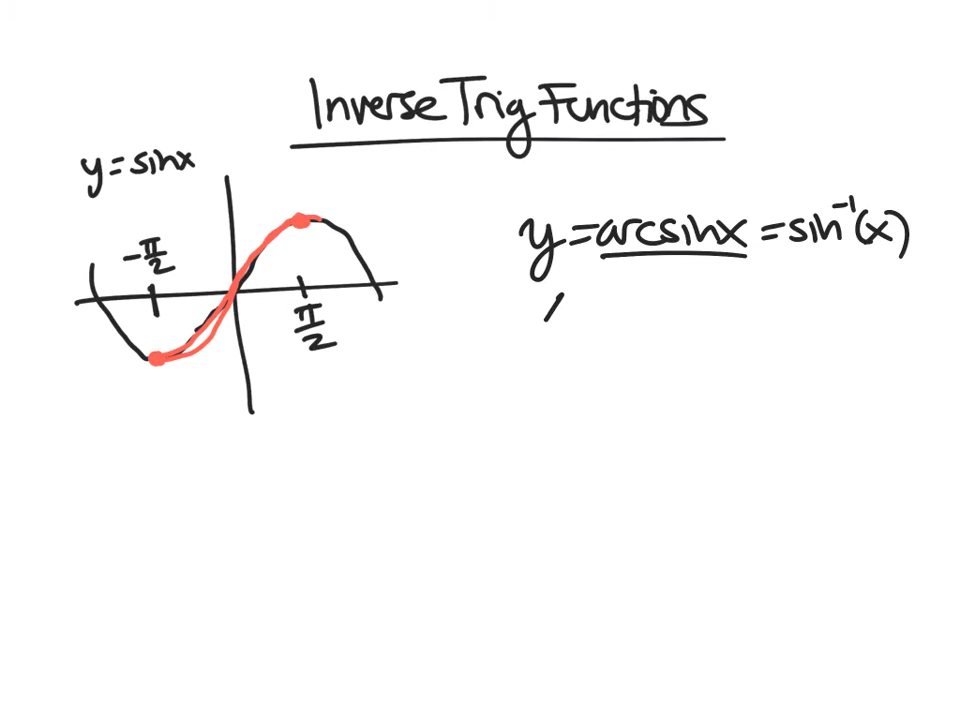 Inverse Trig Functions
y=sinx
y=arcsinx=sin⁻¹(x)
-π/2
π/2